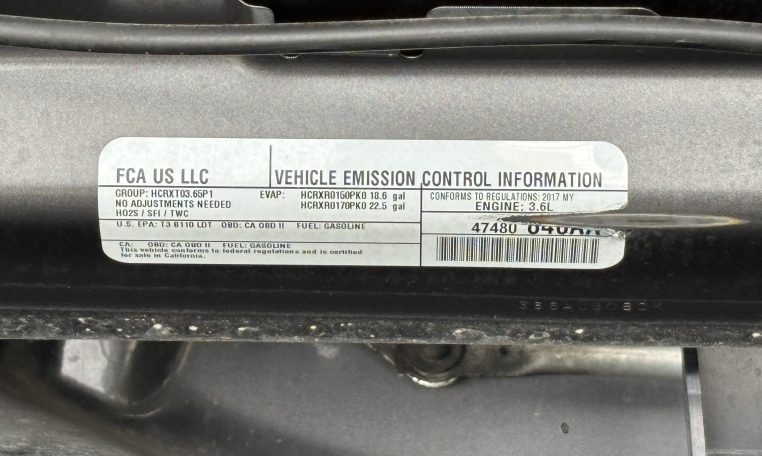 FCA US LLC
VEHICLE EMISSION CONTROL INFORMATION
GROUP: HCRXT03.65P1
NO ADJUSTMENTS NEEDED
HO2S / SFI / TWC
EVAP: HCRXR0150PK0 18.6 gal
HCRXR0170PK0 22.5 gal
CONFORMS TO REGULATIONS: 2017 MY
ENGINE: 3.6L
U.S. EPA: T3 B110 LDT OBD: CA OBD II FUEL: GASOLINE
47480
CA: OBD: CA OBD II FUEL: GASOLINE
This vehicle conforms to federal regulations and is certified
for sale in California.